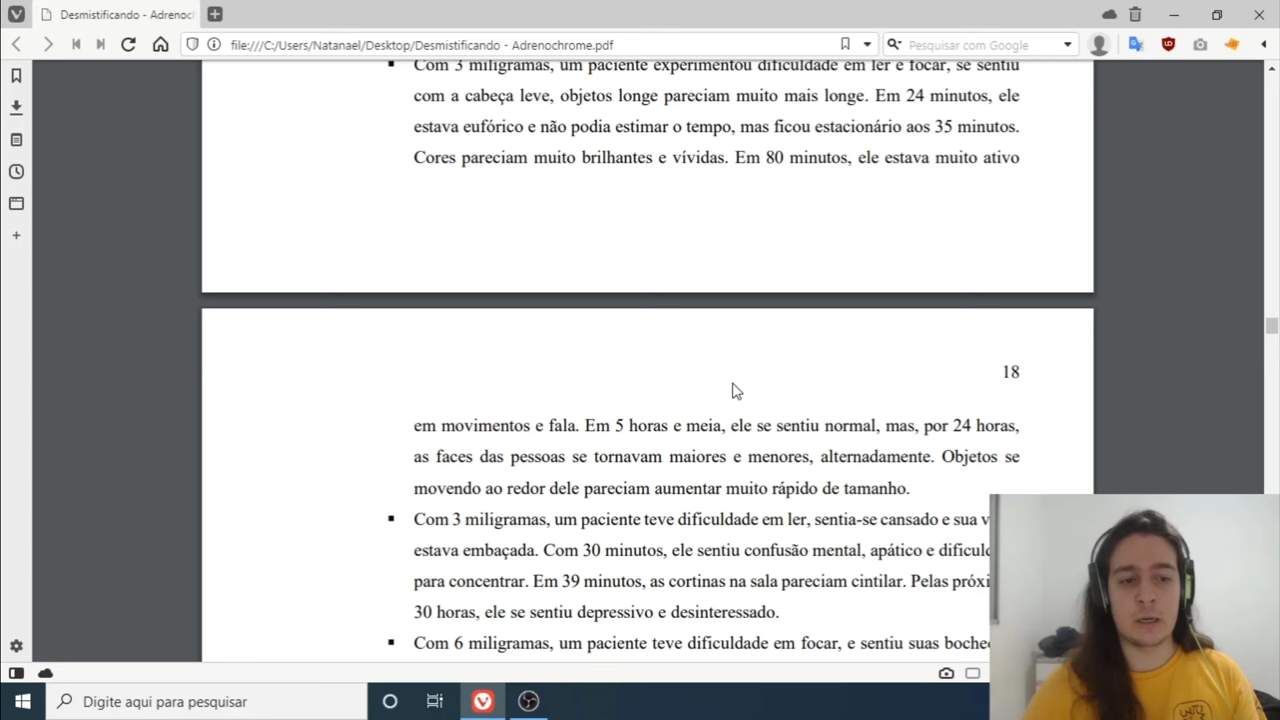 Desmistificando - Adrenoch
file:///C:/Users/Natanael/Desktop/Desmistificando - Adrenochrome.pdf
Pesquisar com Google
Com 3 miligramas, um paciente experimentou dificuldade em ler e focar, se sentiu
com a cabeça leve, objetos longe pareciam muito mais longe. Em 24 minutos, ele
estava eufórico e não podia estimar o tempo, mas ficou estacionário aos 35 minutos.
Cores pareciam muito brilhantes e vívidas. Em 80 minutos, ele estava muito ativo
18
em movimentos e fala. Em 5 horas e meia, ele se sentiu normal, mas, por 24 horas,
as faces das pessoas se tornavam maiores e menores, alternadamente. Objetos se
movendo ao redor dele pareciam aumentar muito rápido de tamanho.
Com 3 miligramas, um paciente teve dificuldade em ler, sentia-se cansado e sua v
estava embaçada. Com 30 minutos, ele sentiu confusão mental, apático e dificulc
para concentrar. Em 39 minutos, as cortinas na sala pareciam cintilar. Pelas próxi
30 horas, ele se sentiu depressivo e desinteressado.
Com 6 miligramas, um paciente teve dificuldade em focar, e sentiu suas boche
Digite aqui para pesquisar